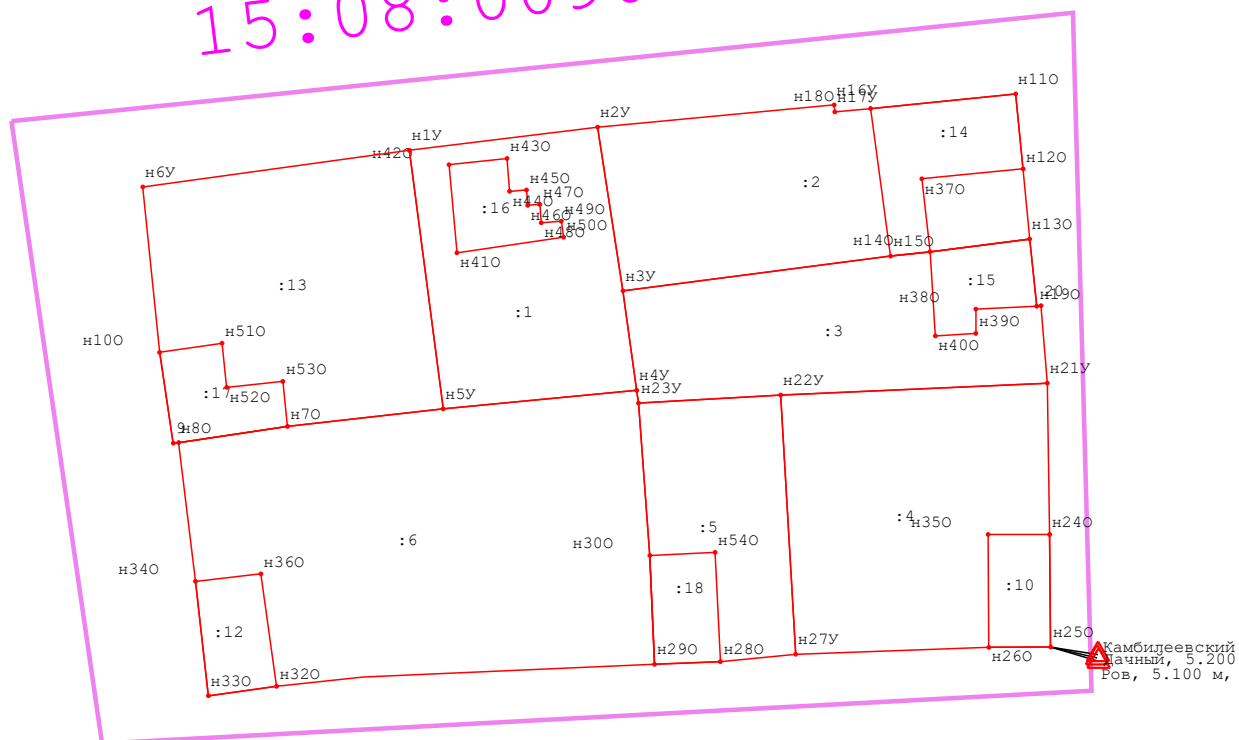 н16У
н18О
н17У
н11О
н2У
н1У
н42О
н43О
:14
н12О
н6У
:2
н37О
н45О
н47О
:16
н44О
н46О
н49О
н50О
н48О
н13О
н41О
н14О
н15О
н3У
:13
:15
н38О
20
н19О
:1
н39О
:3
н10О
н51О
н40О
н4У
н21У
н53О
н22У
н23У
:17
н52О
н5У
н7О
9
н8О
:4
н35О
н24О
:5
н30О
:6
н54О
н34О
н36О
:18
:10
:12
н27У
н25О
н29О
н28О
н26О
Камбилеевский
Дачный, 5.200
Ров, 5.100 м,
н33О
н32О